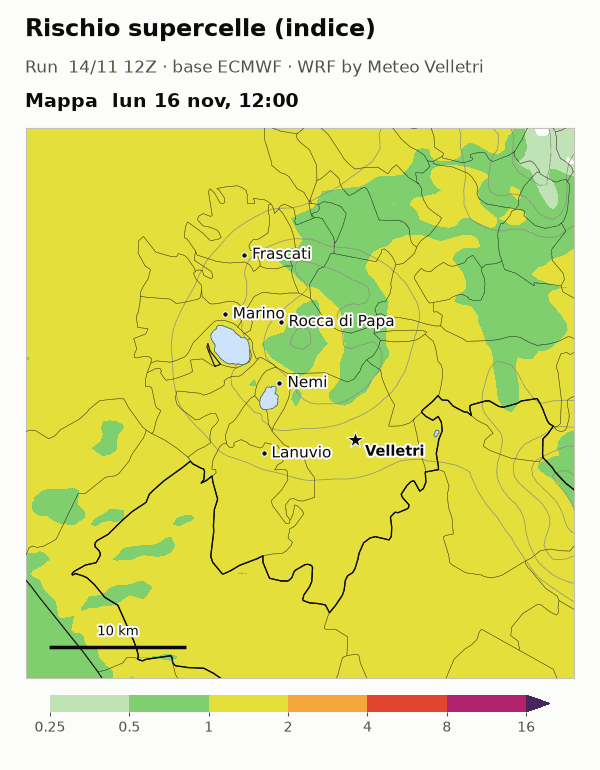 Rischio supercelle (indice)
Run  14/11 12Z · base ECMWF · WRF by Meteo Velletri
Mappa  lun 16 nov, 12:00
Frascati
Marino
Rocca di Papa
Nemi
Velletri
Lanuvio
10 km
0.25 0.5 1 2 4 8 16